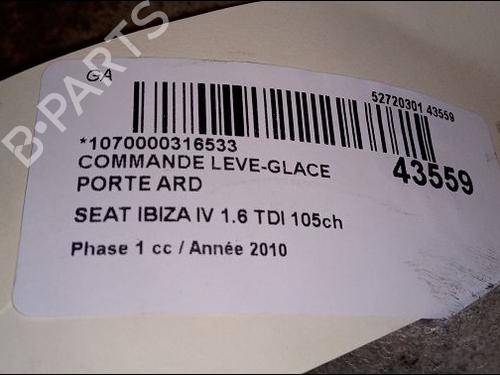 B-PARTS
GA
52720301 43559
*1070000316533
43559
COMMANDE LEVE-GLACE
PORTE ARD
SEAT IBIZA IV 1.6 TDI 105ch
Phase 1 cc / Année 2010